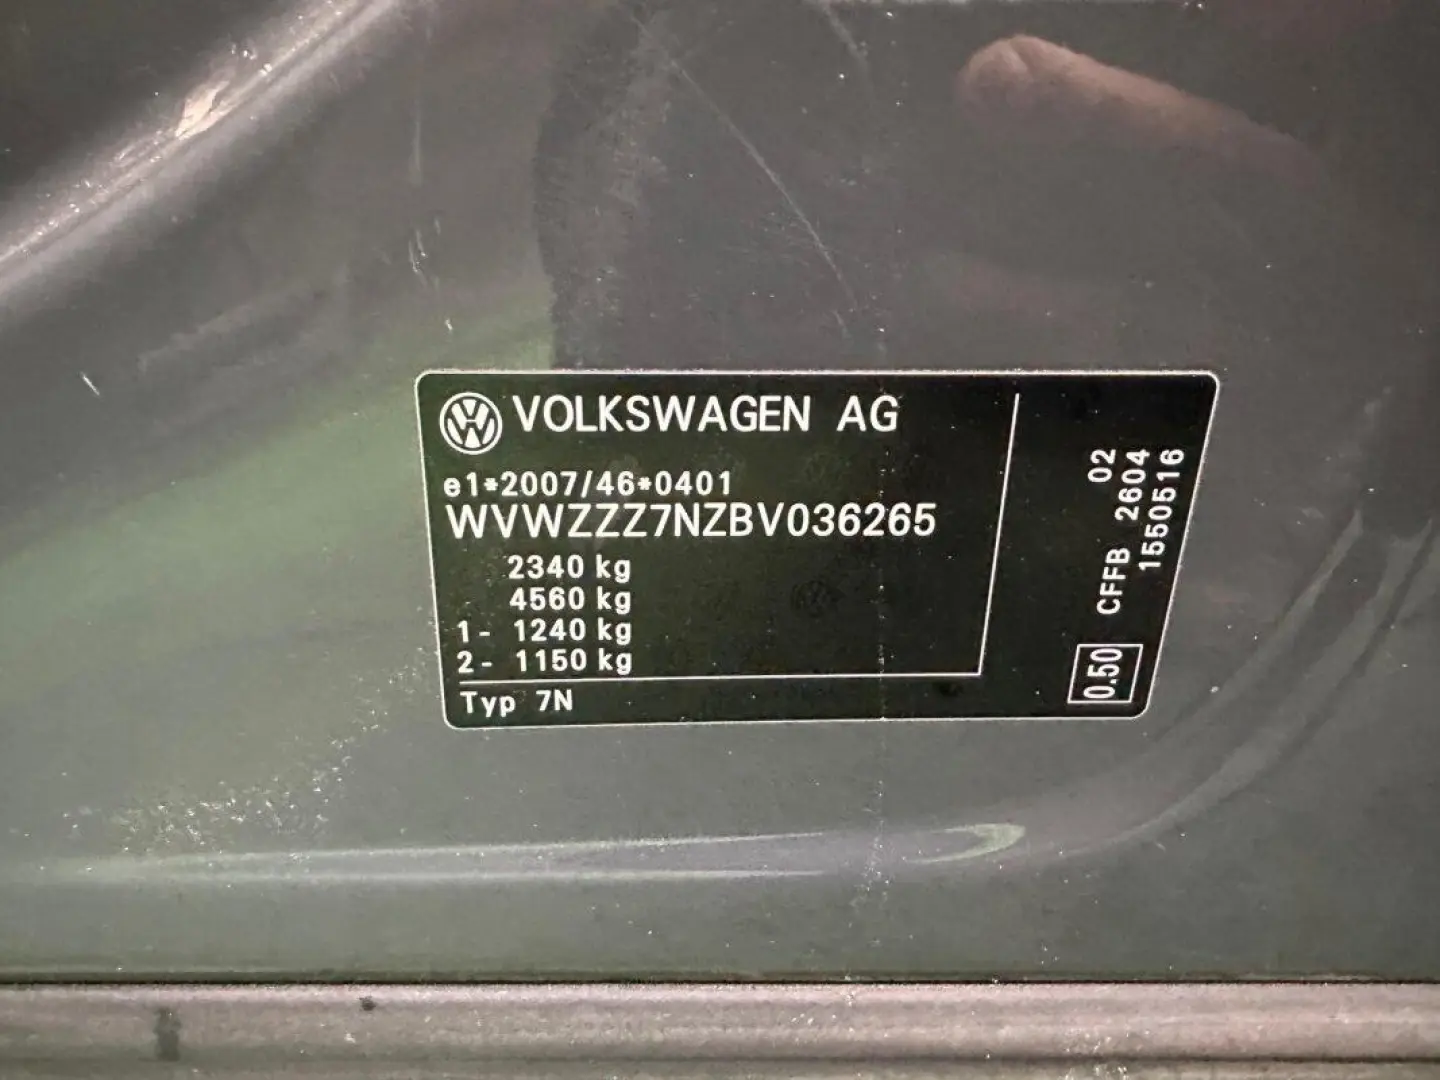 VOLKSWAGEN AG
e1*2007/46*0401
WVWZZZ7NZBV036265
2340 kg
4560 kg
1- 1240 kg
2- 1150 kg
Typ 7N
0.50
CFFB 2604 02
1550516